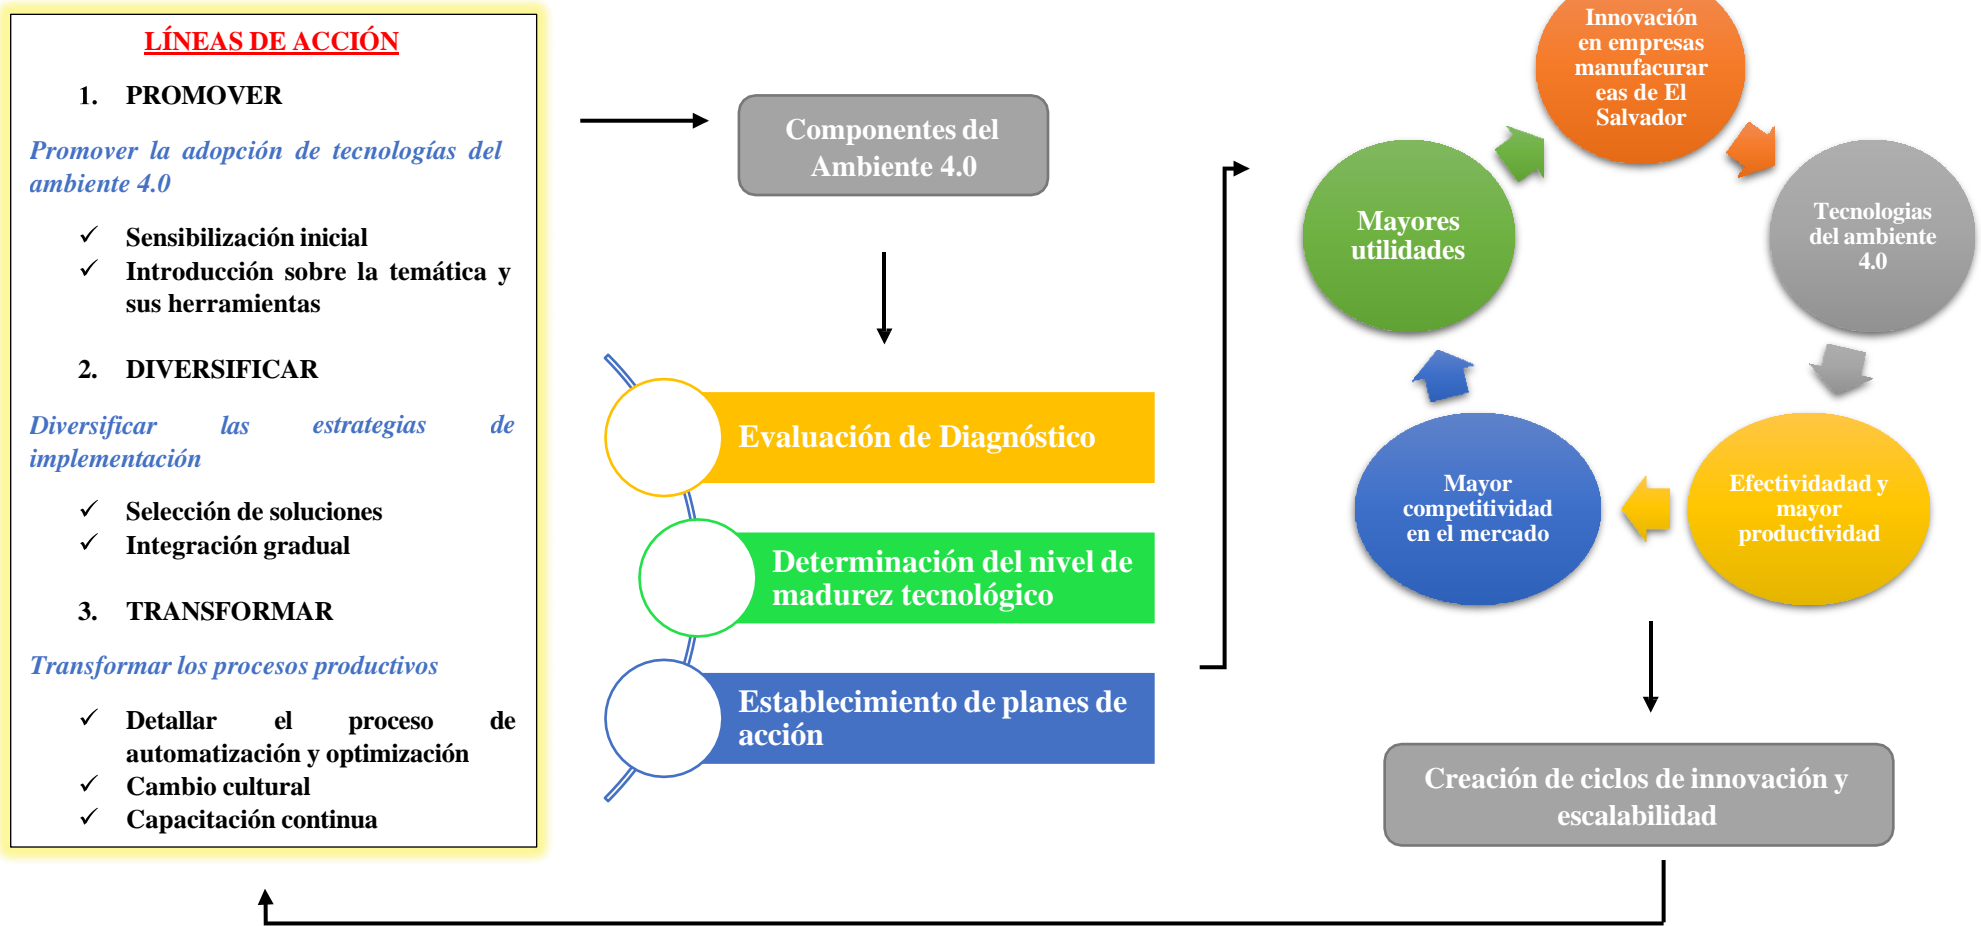 LÍNEAS DE ACCIÓN
1. PROMOVER
Promover la adopción de tecnologías del
ambiente 4.0
✓ Sensibilización inicial
✓ Introducción sobre la temática y
sus herramientas
2. DIVERSIFICAR
Diversificar las estrategias de
implementación
✓ Selección de soluciones
✓ Integración gradual
3. TRANSFORMAR
Transformar los procesos productivos
✓ Detallar el proceso de
automatización y optimización
✓ Cambio cultural
✓ Capacitación continua
Componentes del
Ambiente 4.0
Evaluación de Diagnóstico
Determinación del nivel de
madurez tecnológico
Establecimiento de planes de
acción
Innovación
en empresas
manufacurar
eas de El
Salvador
Tecnologias
del ambiente
4.0
Efectividadad y
mayor
productividad
Mayor
competitividad
en el mercado
Mayores
utilidades
Creación de ciclos de innovación y
escalabilidad